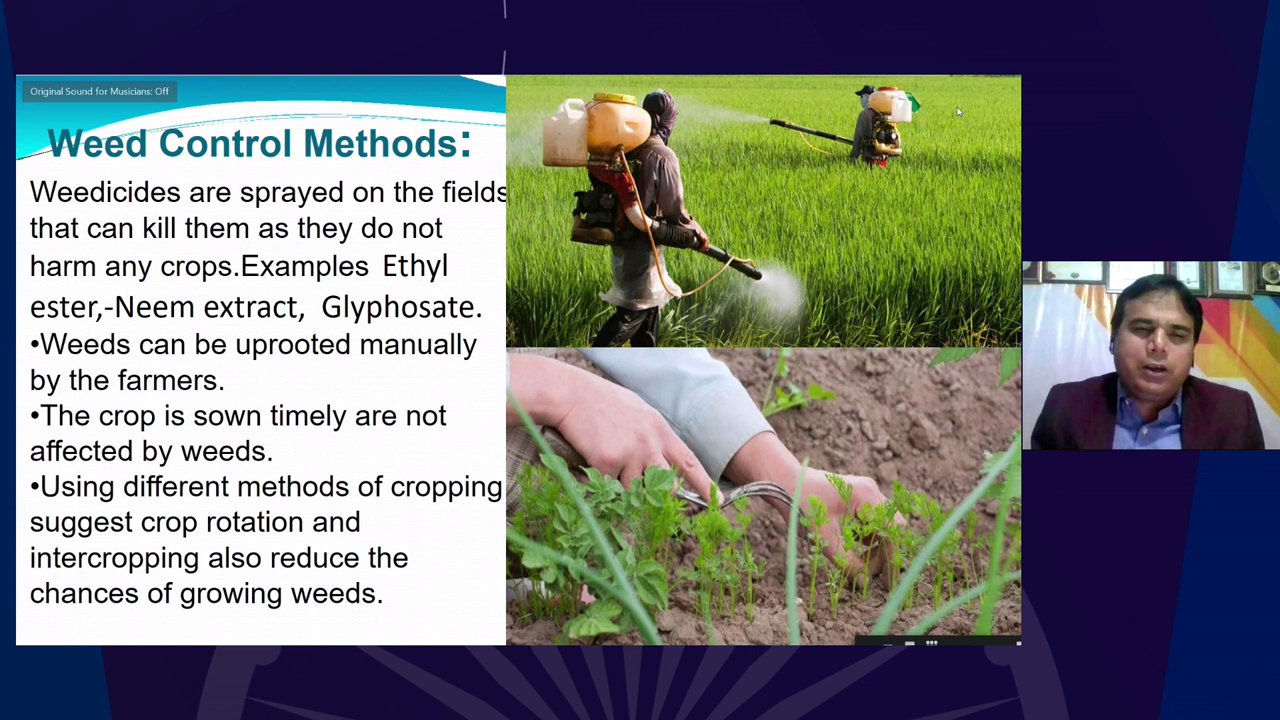 Original Sound for Musicians: Off
Weed Control Methods:
Weedicides are sprayed on the fields
that can kill them as they do not
harm any crops.Examples Ethyl
ester,-Neem extract, Glyphosate.
•Weeds can be uprooted manually
by the farmers.
•The crop is sown timely are not
affected by weeds.
•Using different methods of cropping
suggest crop rotation and
intercropping also reduce the
chances of growing weeds.